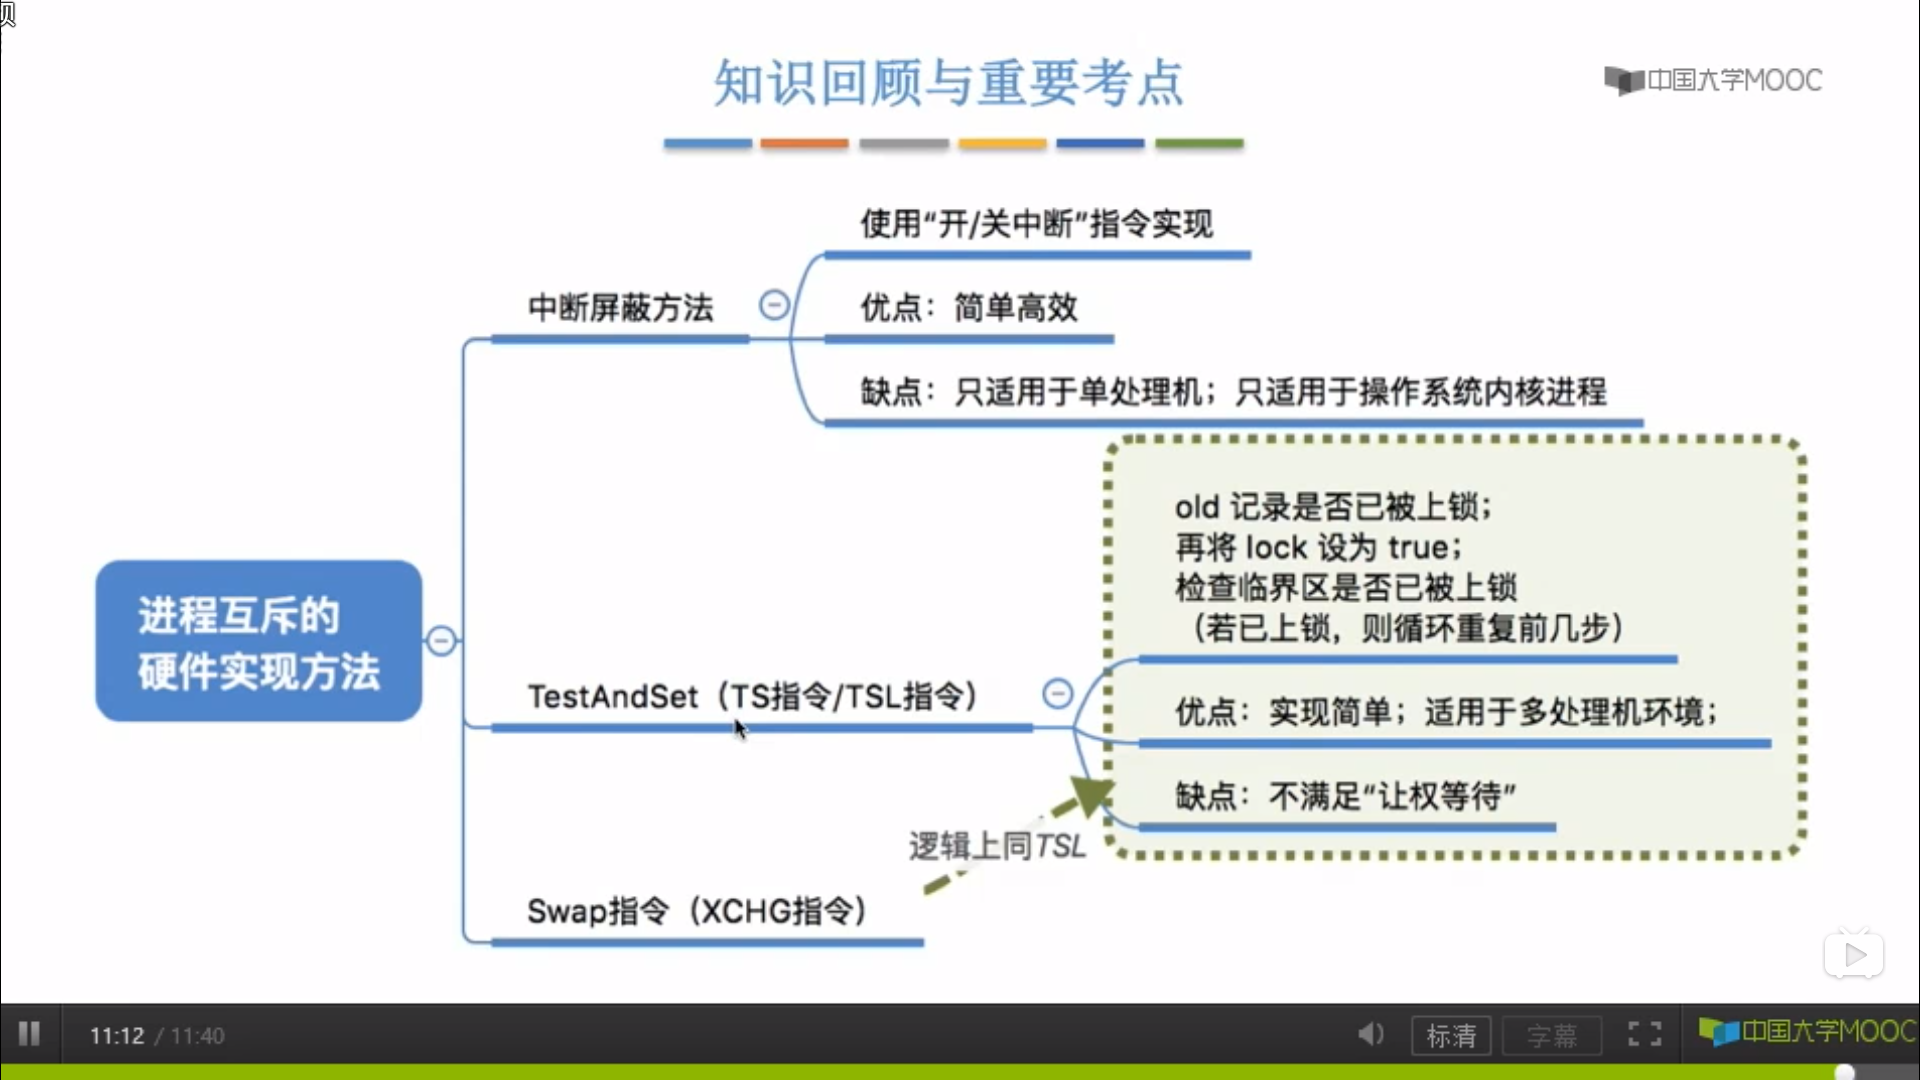 知识回顾与重要考点
中国大学MOOC
使用“开/关中断”指令实现
中断屏蔽方法
优点：简单高效
缺点：只适用于单处理机；只适用于操作系统内核进程
old 记录是否已被上锁；
再将 lock 设为 true；
检查临界区是否已被上锁
（若已上锁，则循环重复前几步）
进程互斥的
硬件实现方法
TestAndSet（TS指令/TSL指令）
优点：实现简单；适用于多处理机环境；
缺点：不满足“让权等待”
逻辑上同TSL
Swap指令（XCHG指令）
11:12 / 11:40
标清
字幕
中国大学MOOC